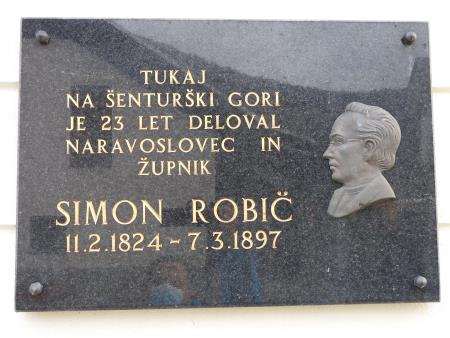 TUKAJ
NA ŠENTURŠKI GORI
JE 23 LET DELOVAL
NARAVOSLOVEC IN
ŽUPNIK
SIMON ROBIČ
11.2.1824 - 7.3.1897